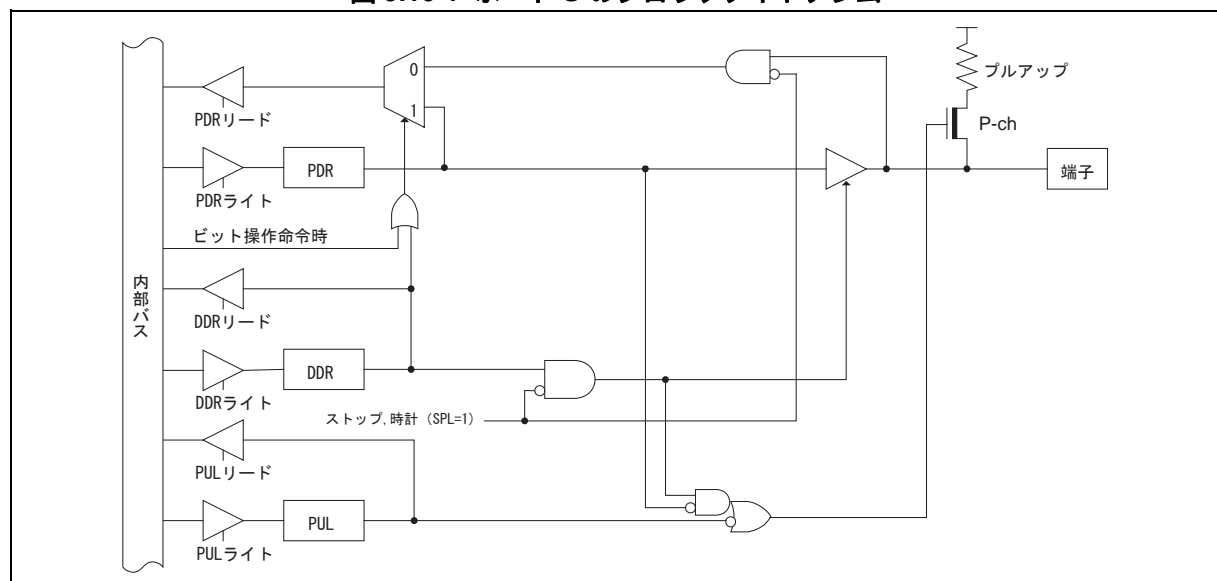 0
プルアップ
1
PDRリード
P-ch
PDR
端子
PDRライト
ビット操作命令時
内部バス
DDRリード
DDR
DDRライト
ストップ,時計 (SPL=1)
PULリード
PUL
PULライト